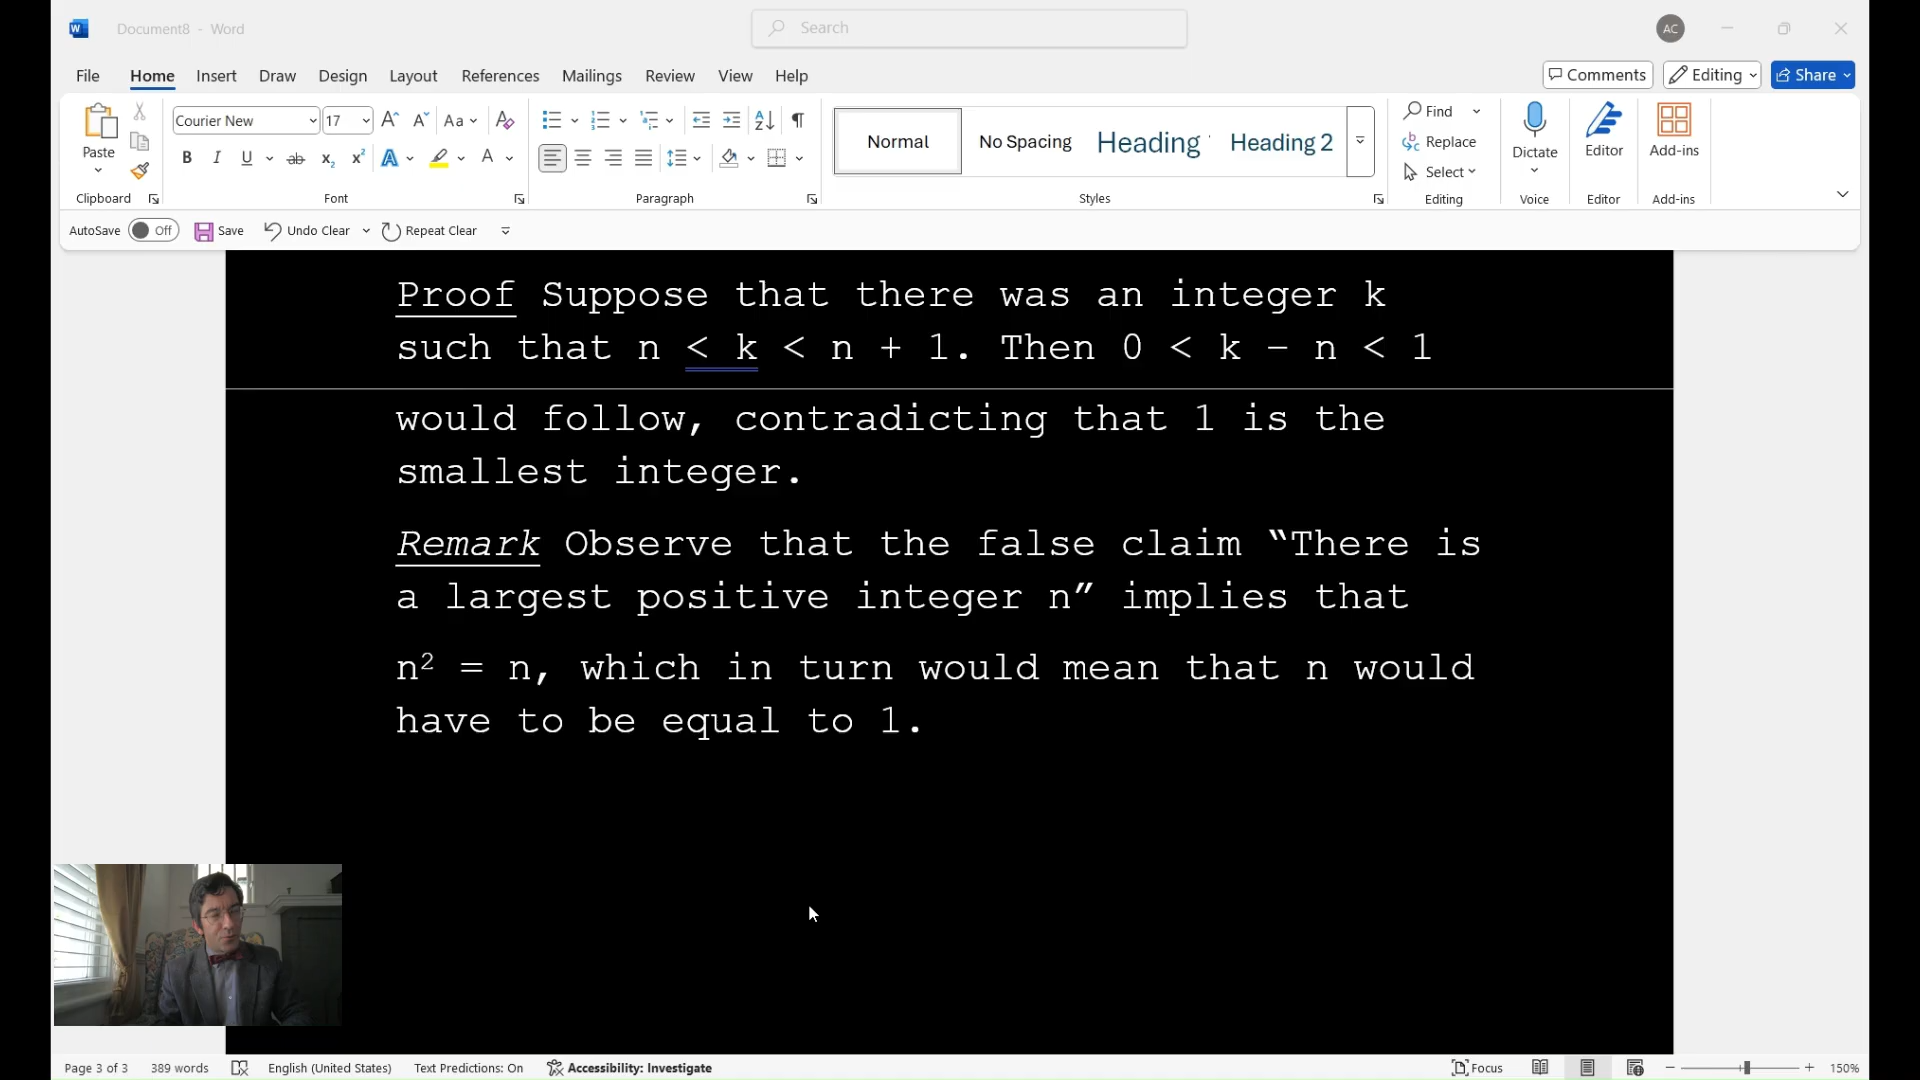 Document8 - Word
Search
AC
File Home Insert Draw Design Layout References Mailings Review View Help
Comments Editing Share
Courier New 17
Paste
Normal No Spacing Heading Heading 2
Find
Replace
Select
Dictate
Editor
Add-ins
Clipboard Font Paragraph Styles Editing Voice Editor Add-ins
AutoSave Off Save Undo Clear Repeat Clear
Proof Suppose that there was an integer k
such that n < k < n + 1. Then 0 < k – n < 1
would follow, contradicting that 1 is the
smallest integer.
Remark Observe that the false claim “There is
a largest positive integer n” implies that
n² = n, which in turn would mean that n would
have to be equal to 1.
Page 3 of 3 389 words English (United States) Text Predictions: On Accessibility: Investigate Focus 150%